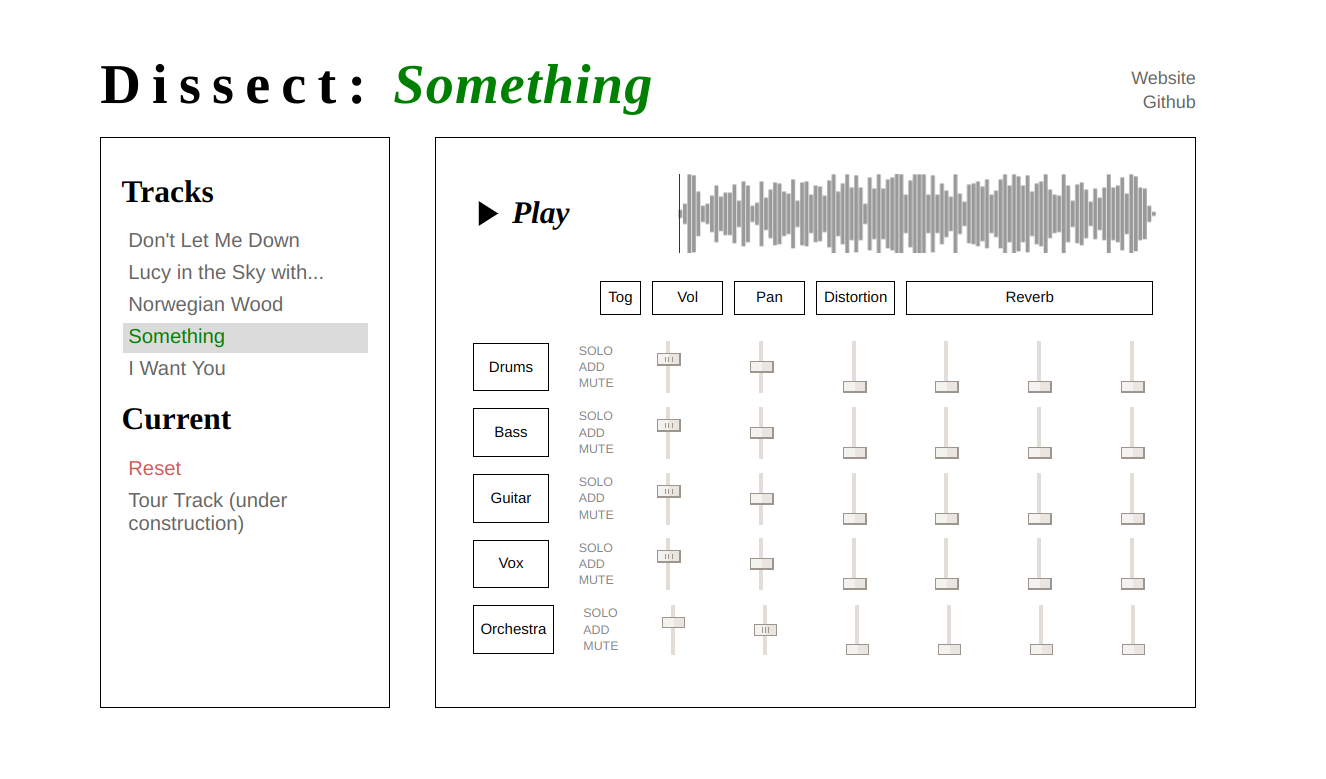 Dissect: Something
Website
Github
Tracks
Don't Let Me Down
Lucy in the Sky with...
Norwegian Wood
Something
I Want You
Current
Reset
Tour Track (under
construction)
Play
Tog Vol Pan Distortion Reverb
Drums
SOLO
ADD
MUTE
Bass
SOLO
ADD
MUTE
Guitar
SOLO
ADD
MUTE
Vox
SOLO
ADD
MUTE
Orchestra
SOLO
ADD
MUTE